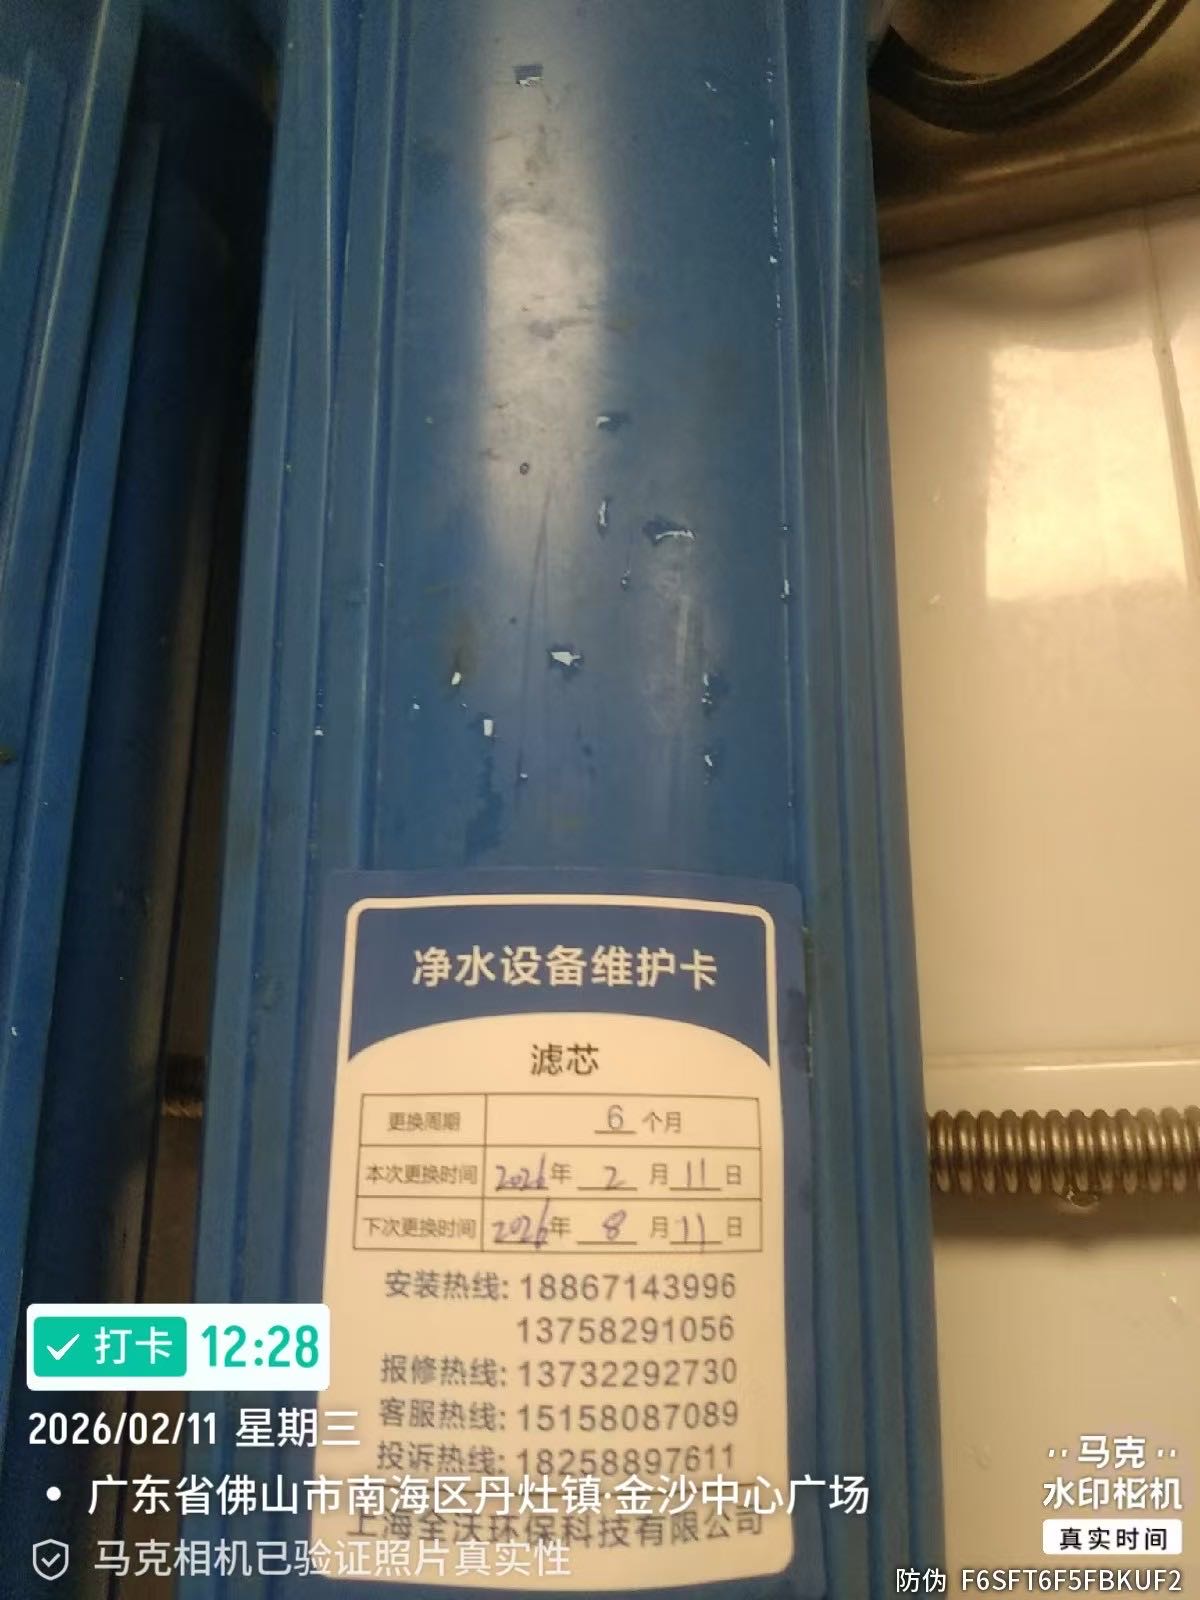 净水设备维护卡
滤芯
更换周期 6 个月
本次更换时间 2026年 2 月 11 日
下次更换时间 2026年 8 月 11 日
安装热线: 18867143996
13758291056
报修热线: 13732292730
客服热线: 15158087089
投诉热线: 18258897611
上海全沃环保科技有限公司
打卡 12:28
2026/02/11 星期三
广东省佛山市南海区丹灶镇·金沙中心广场
马克相机已验证照片真实性
马克
水印相机
真实时间
防伪 F6SFT6F5FBKUF2